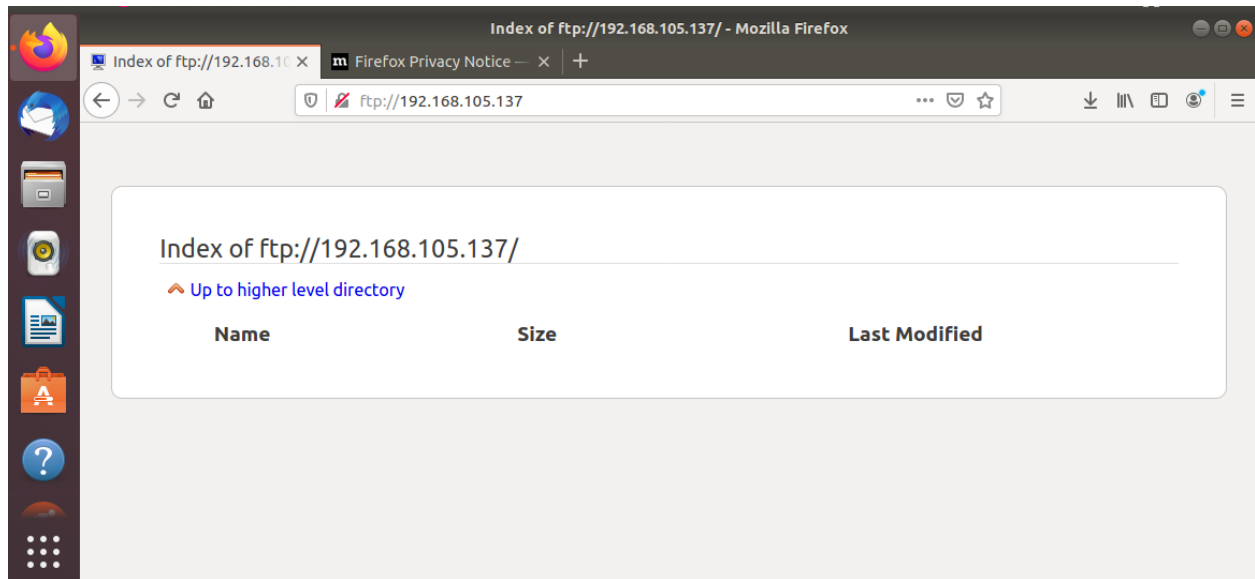 Index of ftp://192.168.105.137/ - Mozilla Firefox
Index of ftp://192.168.10
m Firefox Privacy Notice —
ftp://192.168.105.137
Index of ftp://192.168.105.137/
Up to higher level directory
Name Size Last Modified